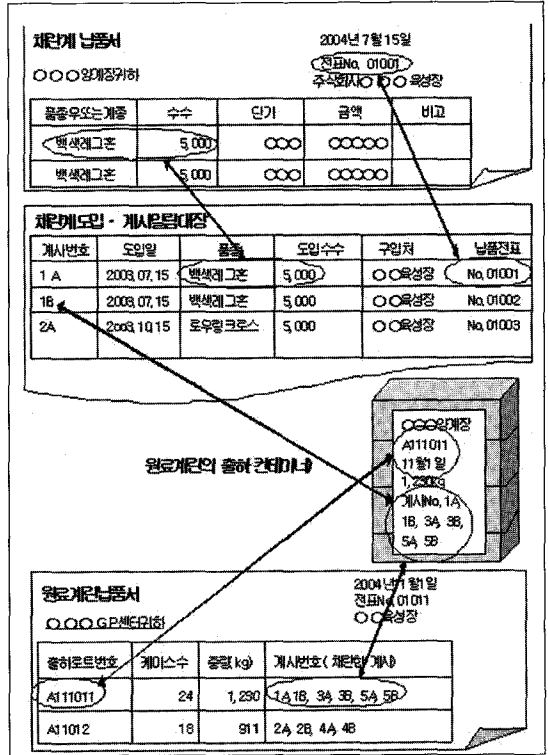 채란계 납품서
2004년 7월 15일
전표No, 01001
○○○양계장귀하
주식회사○○○육성장
품종우또는계종 수수 단가 금액 비고
백색레그혼 5,000 ○○○ ○○○○○
백색레그혼 5,000 ○○○ ○○○○○
채란계도입 - 계사일람대장
계사번호 도입일 품종 도입수수 구입처 납품전표
1 A 2003, 07, 15 백색레그혼 5,000 ○○육성장 No, 01001
1B 2003, 07, 15 백색레그혼 5,000 ○○육성장 No, 01002
2A 2003, 10, 15 로우링크로스 5,000 ○○육성장 No, 01003
○○○양계장
A111011
11월1일
1,230kg
계사No, 1A,
1B, 3A, 3B,
5A, 5B
원료계란의 출하 컨테이너
원료계란납품서
2004년11월1일
전표No, 01011
○○○GP센터귀하
○○육성장
출하로트번호 케이스수 중량( kg) 계사번호( 채란한 계사)
A111011 24 1,230 1A,1B, 3A, 3B, 5A, 5B
A11012 18 911 2A, 2B, 4A, 4B